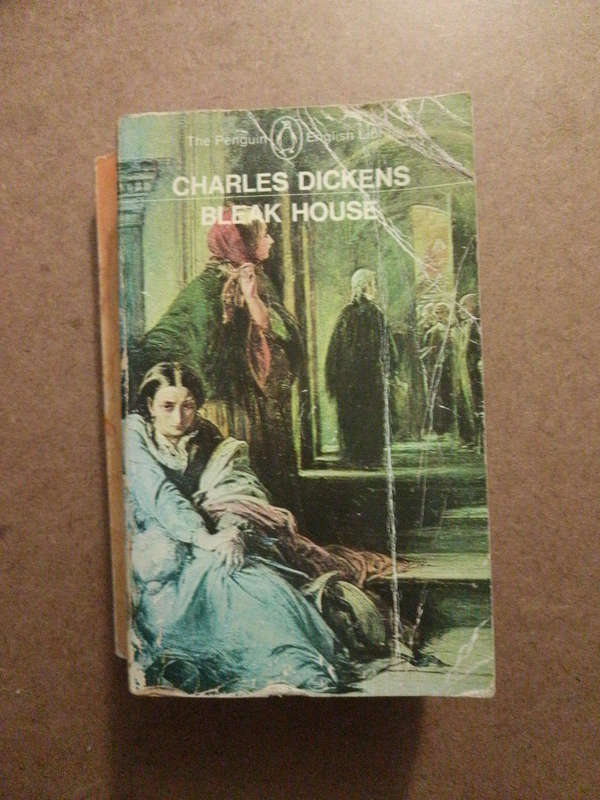 The Penguin English Library
CHARLES DICKENS
BLEAK HOUSE